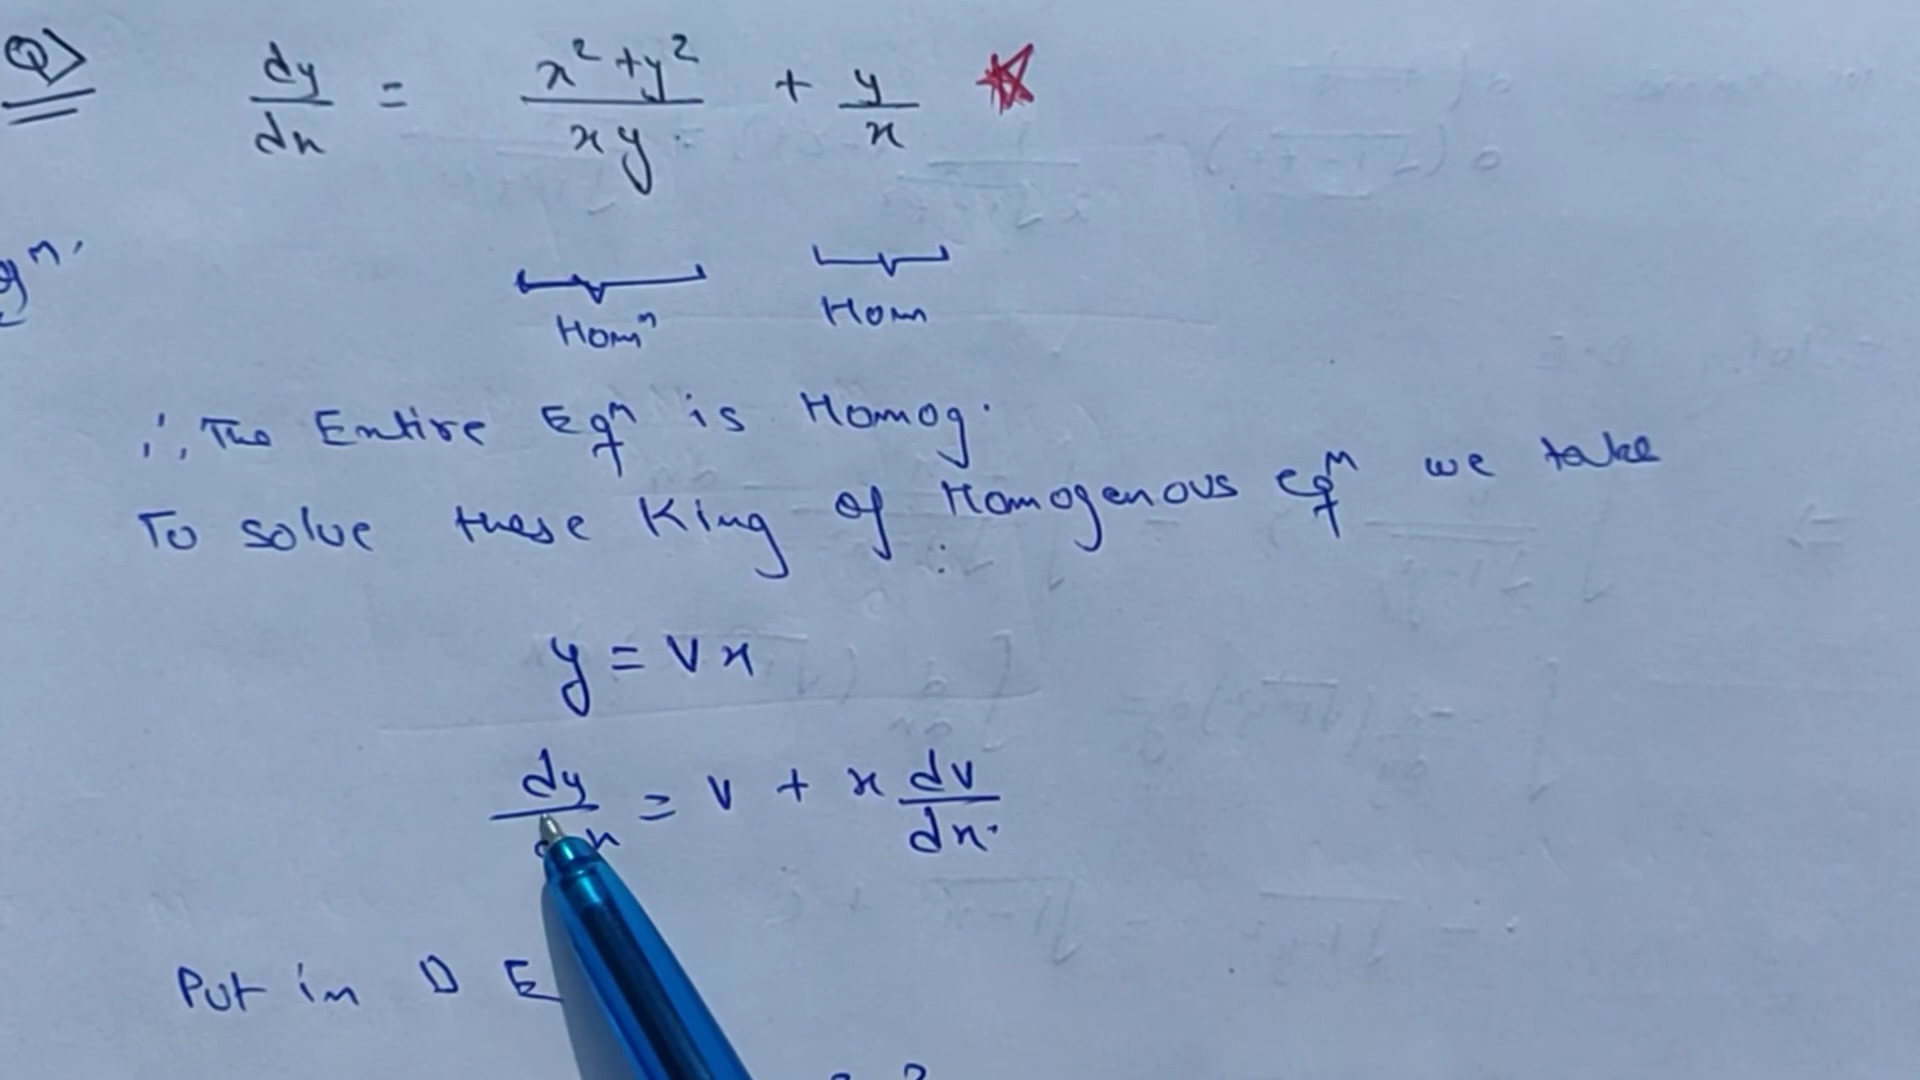 Q> dy/dx = x²+y²/xy + y/x
Homⁿ Hom
∴ The Entire Eqⁿ is Homog.
To solve these King of Homogenous eqⁿ we take
y = vx
dy/dx = v + x dv/dx.
Put in D E